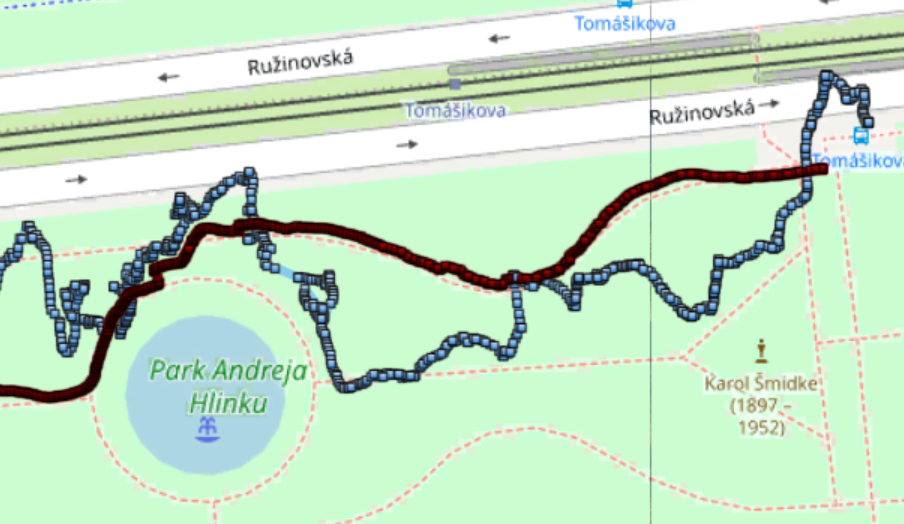 Tomášikova
Ružinovská
Tomášikova
Ružinovská
Tomášikova
Park Andreja
Hlinku
Karol Šmidke
(1897 –
1952)